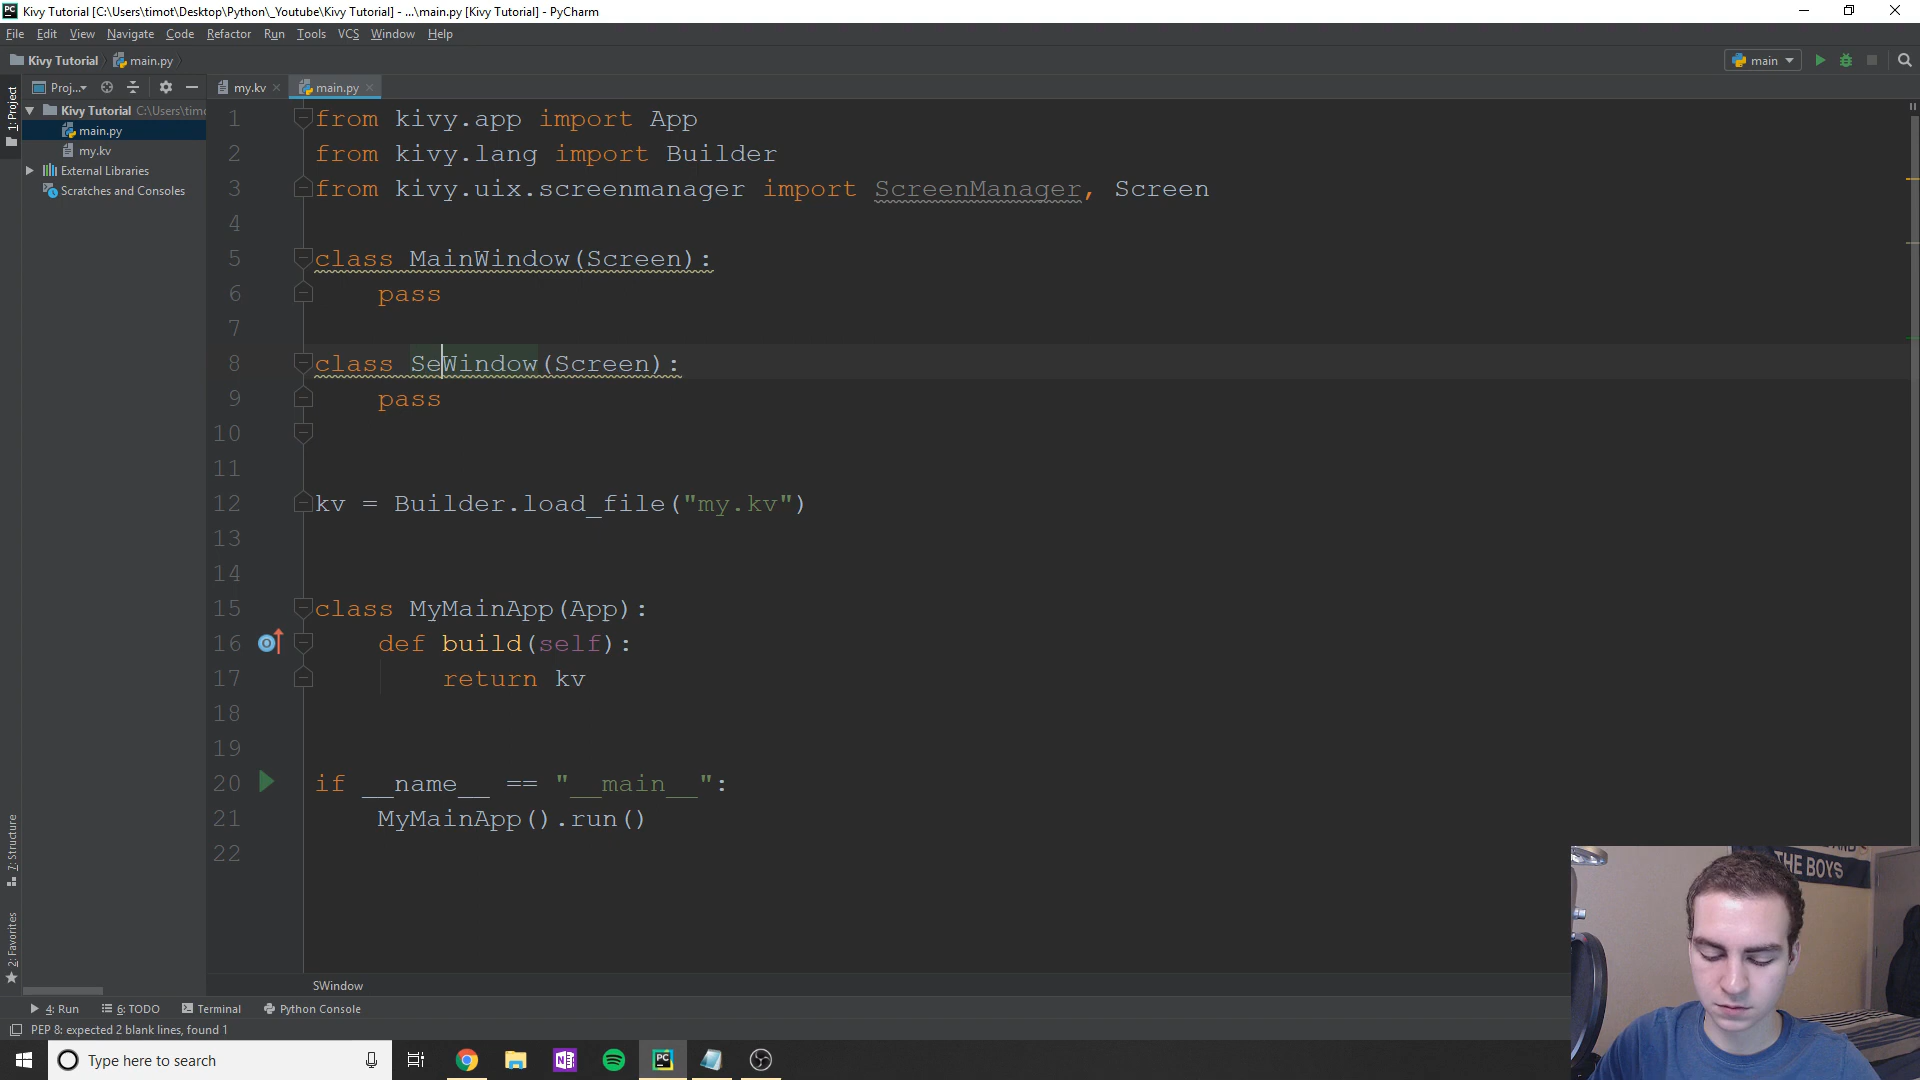 Kivy Tutorial [C:\Users\timot\Desktop\Python\_Youtube\Kivy Tutorial] - ...\main.py [Kivy Tutorial] - PyCharm
File Edit View Navigate Code Refactor Run Tools VCS Window Help
Kivy Tutorial main.py main
1: Project
Proj... my.kv main.py
Kivy Tutorial C:\Users\timo
main.py
my.kv
External Libraries
Scratches and Consoles
1 from kivy.app import App
2 from kivy.lang import Builder
3 from kivy.uix.screenmanager import ScreenManager, Screen
4
5 class MainWindow(Screen):
6 pass
7
8 class SeWindow(Screen):
9 pass
10
11
12 kv = Builder.load_file("my.kv")
13
14
15 class MyMainApp(App):
16 def build(self):
17 return kv
18
19
20 if __name__ == "__main__":
21 MyMainApp().run()
22
THE BOYS
7: Structure
2: Favorites
SWindow
4: Run 6: TODO Terminal Python Console
PEP 8: expected 2 blank lines, found 1
Type here to search